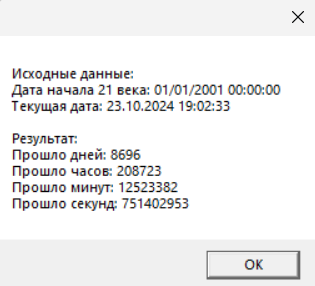 Исходные данные:
Дата начала 21 века: 01/01/2001 00:00:00
Текущая дата: 23.10.2024 19:02:33
Результат:
Прошло дней: 8696
Прошло часов: 208723
Прошло минут: 12523382
Прошло секунд: 751402953
OK